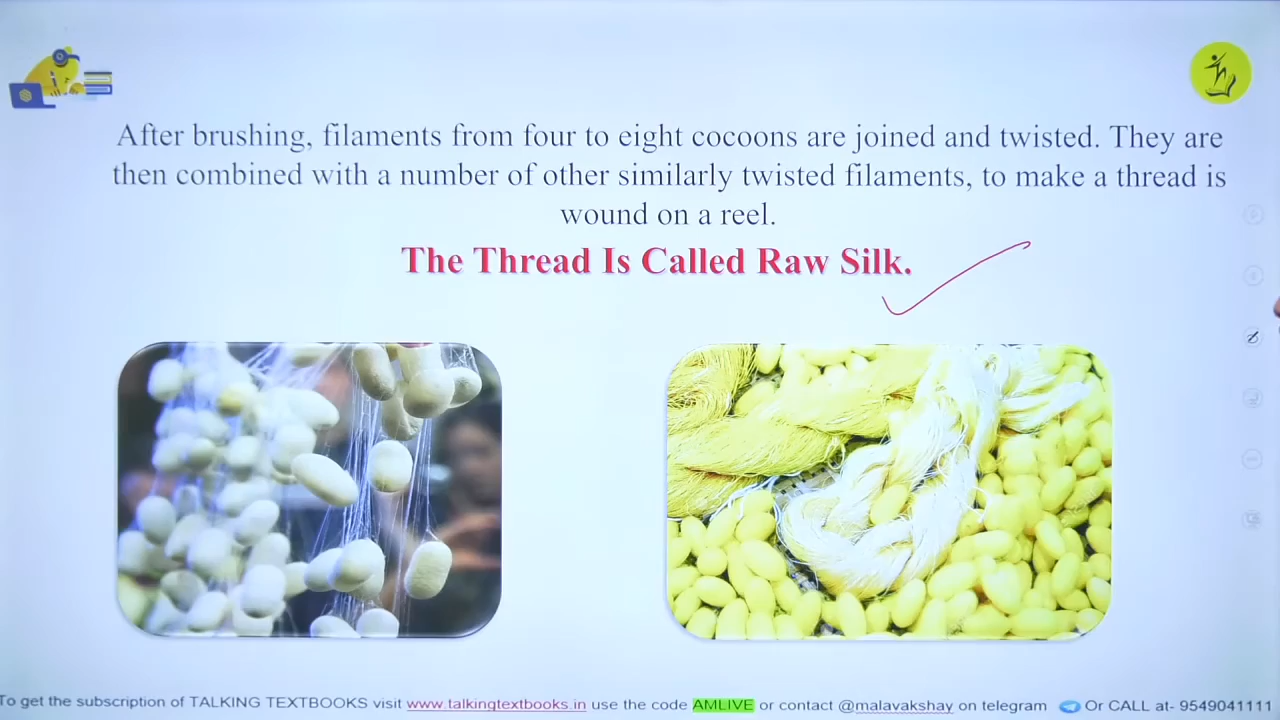 After brushing, filaments from four to eight cocoons are joined and twisted. They are
then combined with a number of other similarly twisted filaments, to make a thread is
wound on a reel.
The Thread Is Called Raw Silk.
To get the subscription of TALKING TEXTBOOKS visit www.talkingtextbooks.in use the code AMLIVE or contact @malavakshay on telegram Or CALL at- 9549041111